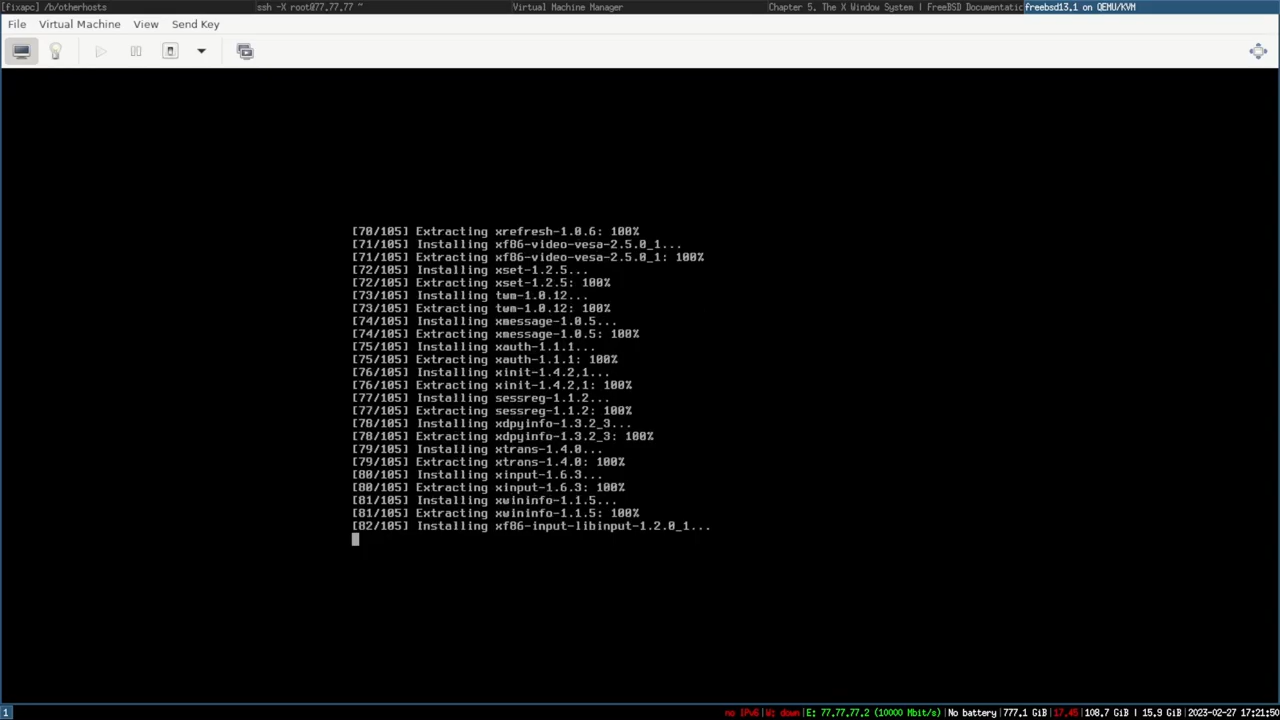 [fixapc] /b/otherhosts
ssh -X root@77.77.77 ~
Virtual Machine Manager
Chapter 5. The X Window System | FreeBSD Documentatic
freebsd13.1 on QEMU/KVM
File Virtual Machine View Send Key
[70/105] Extracting xrefresh-1.0.6: 100%
[71/105] Installing xf86-video-vesa-2.5.0_1...
[71/105] Extracting xf86-video-vesa-2.5.0_1: 100%
[72/105] Installing xset-1.2.5...
[72/105] Extracting xset-1.2.5: 100%
[73/105] Installing twm-1.0.12...
[73/105] Extracting twm-1.0.12: 100%
[74/105] Installing xmessage-1.0.5...
[74/105] Extracting xmessage-1.0.5: 100%
[75/105] Installing xauth-1.1.1...
[75/105] Extracting xauth-1.1.1: 100%
[76/105] Installing xinit-1.4.2,1...
[76/105] Extracting xinit-1.4.2,1: 100%
[77/105] Installing sessreg-1.1.2...
[77/105] Extracting sessreg-1.1.2: 100%
[78/105] Installing xdpyinfo-1.3.2_3...
[78/105] Extracting xdpyinfo-1.3.2_3: 100%
[79/105] Installing xtrans-1.4.0...
[79/105] Extracting xtrans-1.4.0: 100%
[80/105] Installing xinput-1.6.3...
[80/105] Extracting xinput-1.6.3: 100%
[81/105] Installing xwininfo-1.1.5...
[81/105] Extracting xwininfo-1.1.5: 100%
[82/105] Installing xf86-input-libinput-1.2.0_1...
1
no IPv6|W: down|E: 77.77.77.2 (10000 Mbit/s)|No battery|777.1 GiB|17.45|108.7 GiB | 15.9 GiB|2023-02-27 17:21:50